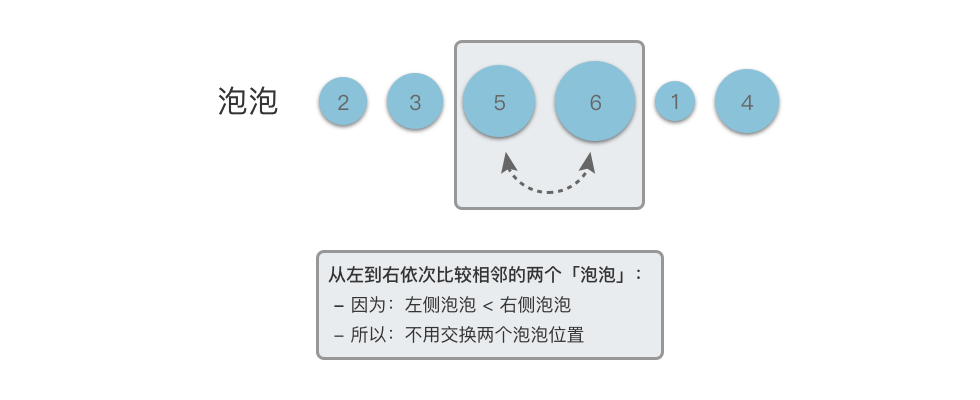 泡泡 2 3 5 6 1 4
从左到右依次比较相邻的两个「泡泡」：
- 因为：左侧泡泡 < 右侧泡泡
- 所以：不用交换两个泡泡位置